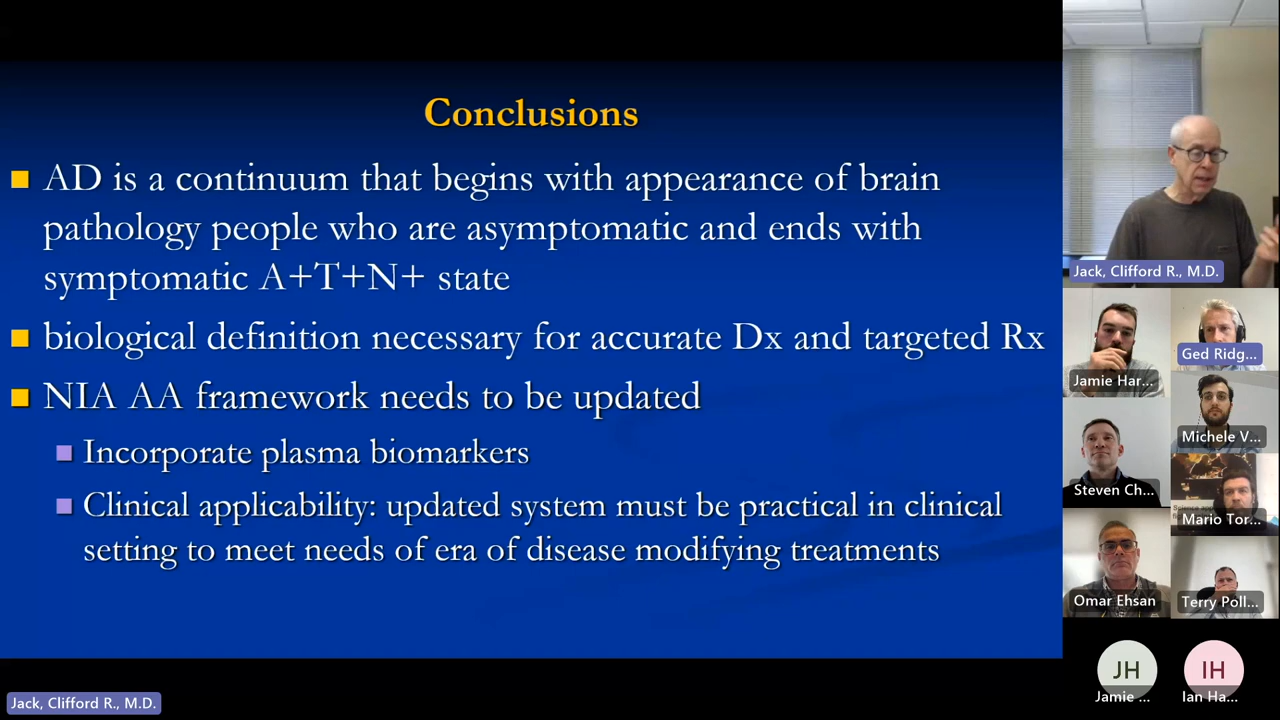 Conclusions
AD is a continuum that begins with appearance of brain
pathology people who are asymptomatic and ends with
symptomatic A+T+N+ state
biological definition necessary for accurate Dx and targeted Rx
NIA AA framework needs to be updated
Incorporate plasma biomarkers
Clinical applicability: updated system must be practical in clinical
setting to meet needs of era of disease modifying treatments
Jack, Clifford R., M.D.
Jack, Clifford R., M.D.
Jamie Har...
Ged Ridg...
Steven Ch...
Michele V...
Mario Tor...
Omar Ehsan
Terry Poll...
JH
Jamie ...
IH
Ian Ha...